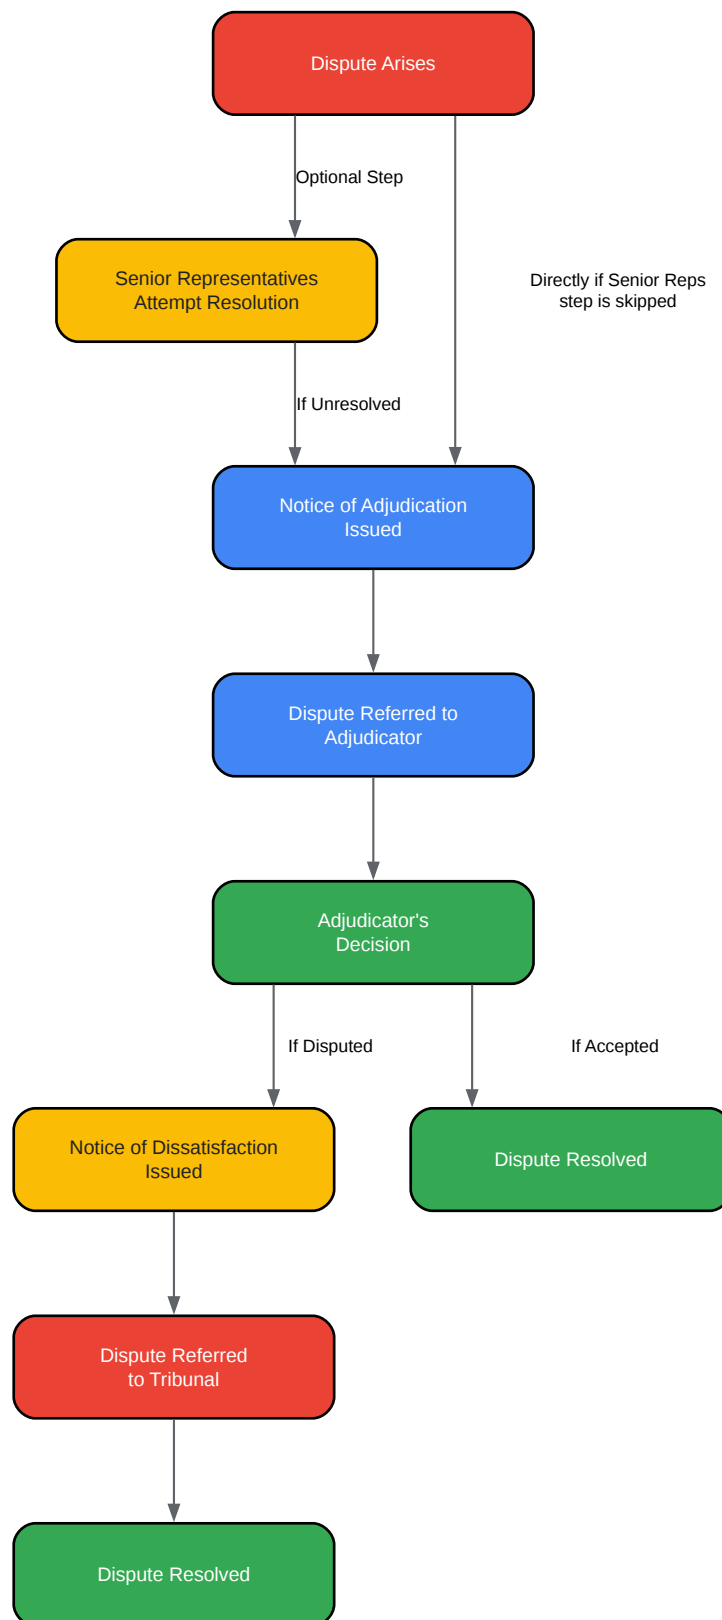 Dispute Arises
Optional Step
Senior Representatives
Attempt Resolution
Directly if Senior Reps
step is skipped
If Unresolved
Notice of Adjudication
Issued
Dispute Referred to
Adjudicator
Adjudicator's
Decision
If Disputed
If Accepted
Notice of Dissatisfaction
Issued
Dispute Resolved
Dispute Referred
to Tribunal
Dispute Resolved